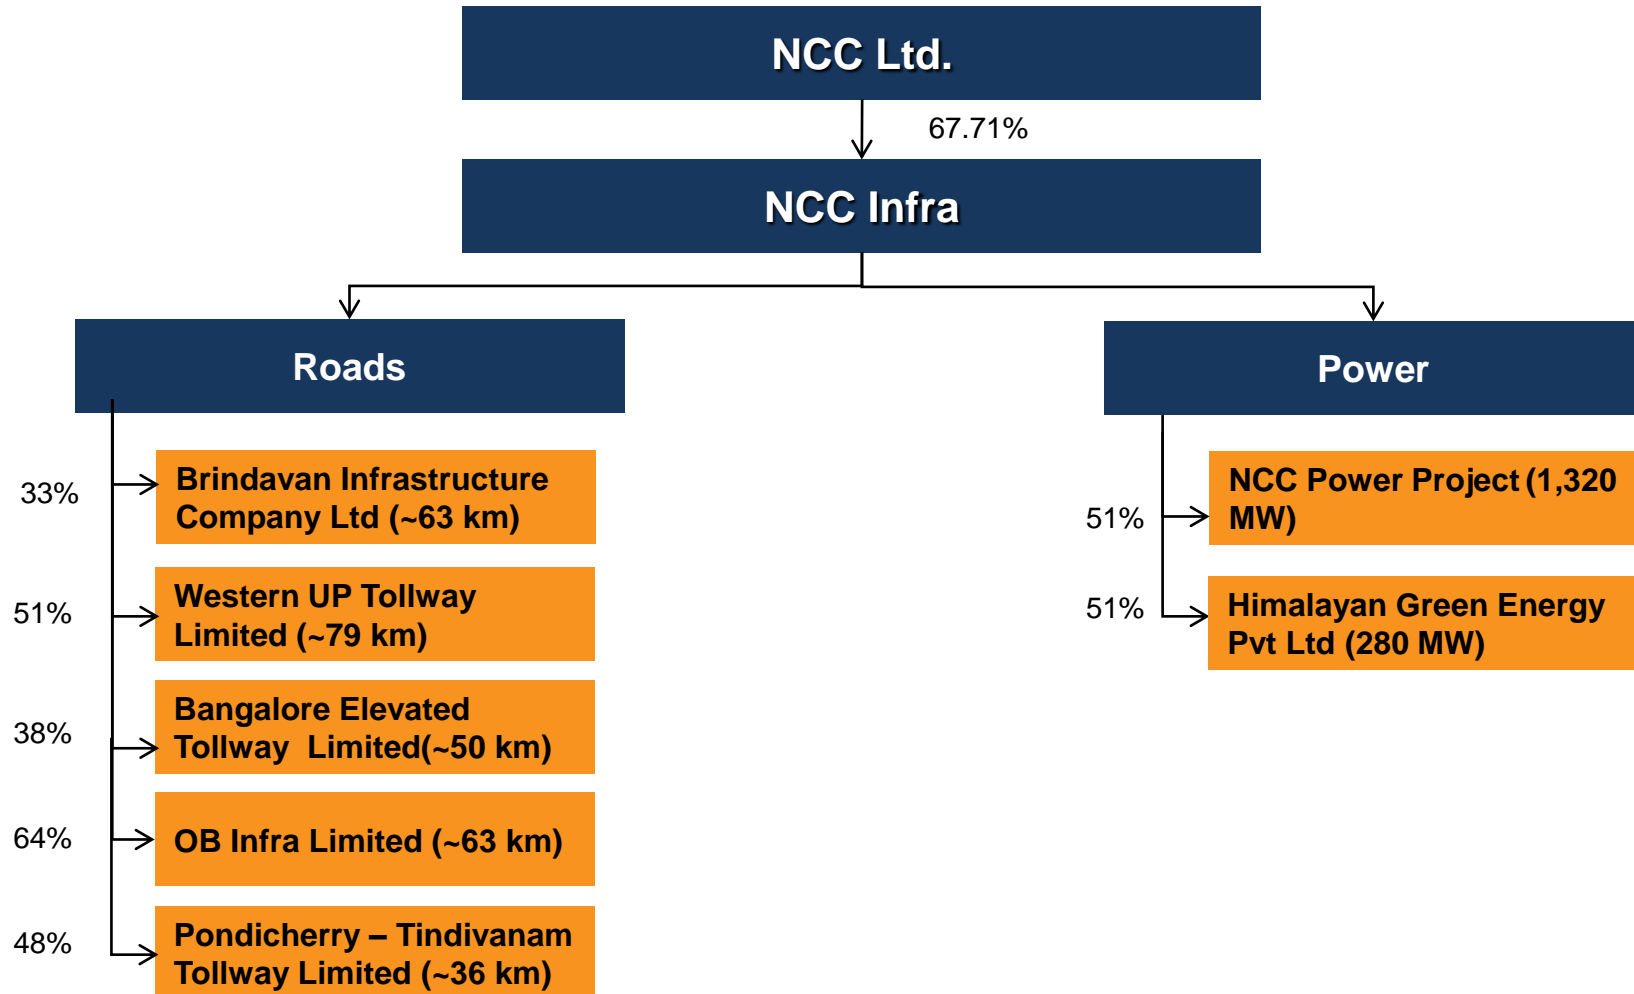 NCC Ltd.
67.71%
NCC Infra
Roads
33%
Brindavan Infrastructure
Company Ltd (~63 km)
51%
Western UP Tollway
Limited (~79 km)
38%
Bangalore Elevated
Tollway Limited(~50 km)
64%
OB Infra Limited (~63 km)
48%
Pondicherry – Tindivanam
Tollway Limited (~36 km)
Power
51%
NCC Power Project (1,320
MW)
51%
Himalayan Green Energy
Pvt Ltd (280 MW)